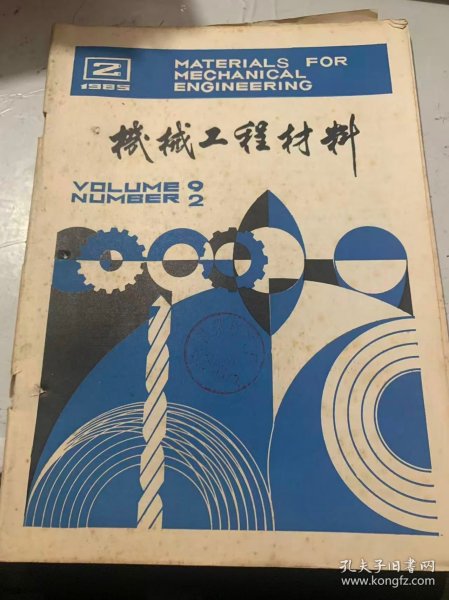 2
1985
MATERIALS FOR
MECHANICAL
ENGINEERING
機械工程材料
VOLUME 9
NUMBER 2
孔夫子旧书网
www.kongfz.com